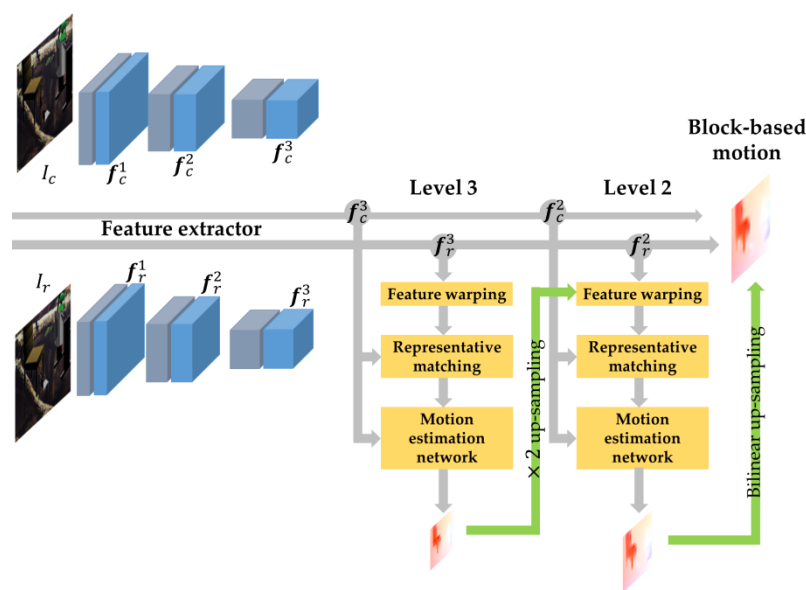 Block-based
motion
I_c
f_c^1
f_c^2
f_c^3
Level 3
Level 2
f_c^3
f_c^2
Feature extractor
f_r^3
f_r^2
I_r
f_r^1
f_r^2
f_r^3
Feature warping
Feature warping
Representative
matching
Representative
matching
Motion
estimation
network
Motion
estimation
network
× 2 up-sampling
Bilinear up-sampling